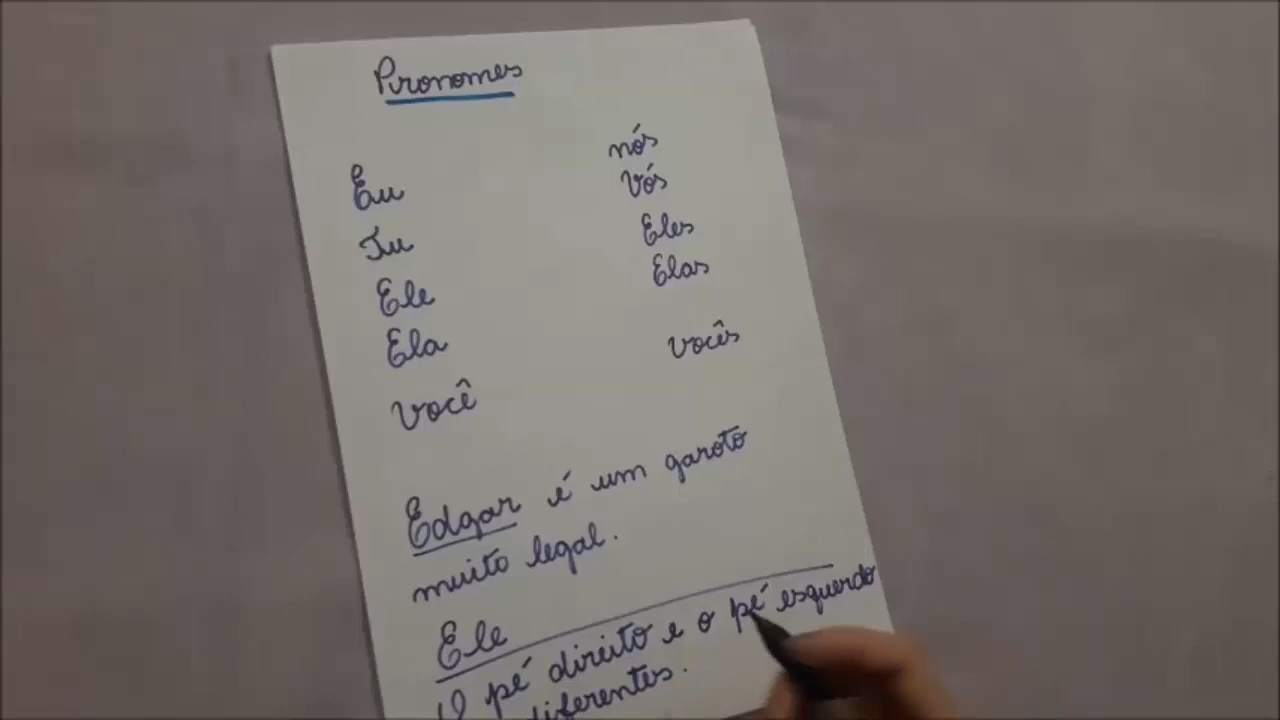 Pronomes
Eu
Tu
Ele
Ela
Você
nós
Vós
Eles
Elas
Vocês
Edgar é um garoto
muito legal.
Ele
O pé direito e o pé esquerdo
diferentes.